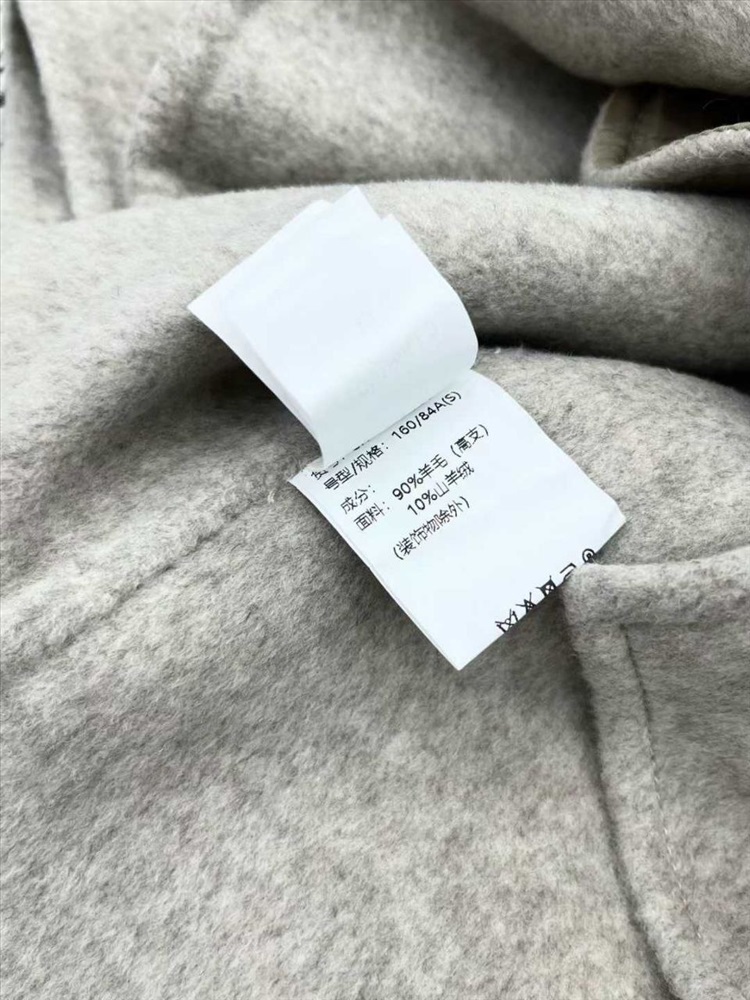 号型/规格：160/84A(S)
成分：
面料：90%羊毛（高支）
10%山羊绒
(装饰物除外)